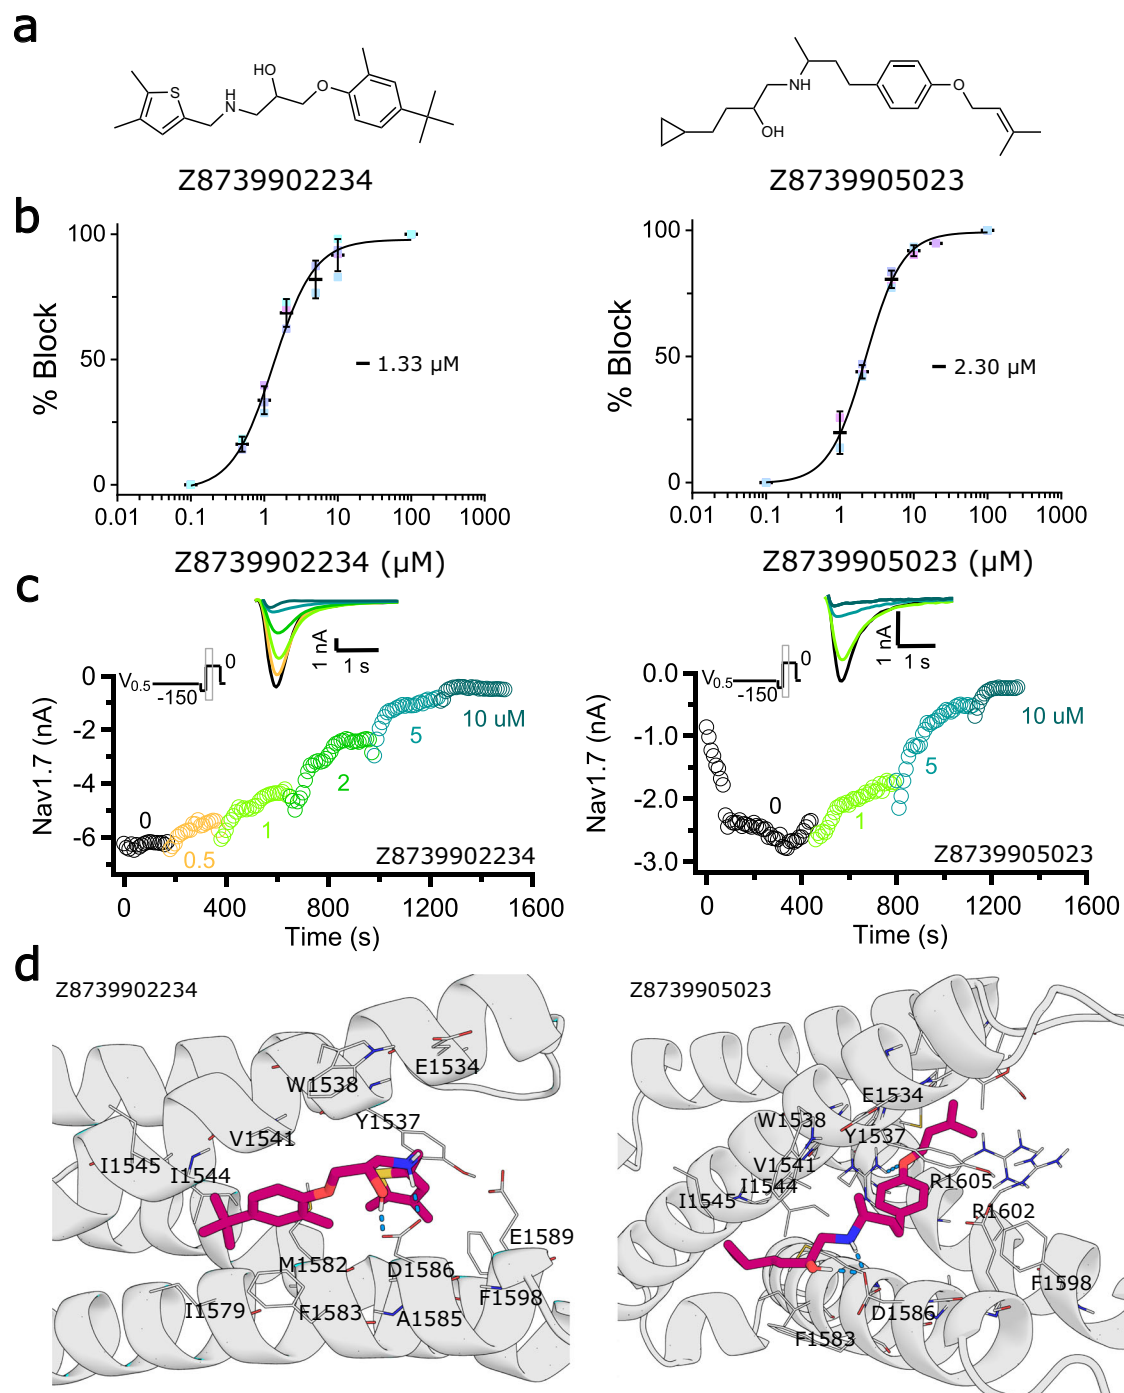 a
HO
S
H
N
O
Z8739902234
NH
OH
O
Z8739905023
b
% Block
100
50
0
1.33 µM
0.01 0.1 1 10 100 1000
Z8739902234 (µM)
% Block
100
50
0
2.30 µM
0.01 0.1 1 10 100 1000
Z8739905023 (µM)
c
Nav1.7 (nA)
0
-2
-4
-6
V0.5
-150
0
1 nA
1 s
0
0.5
1
2
5
10 uM
Z8739902234
0 400 800 1200 1600
Time (s)
Nav1.7 (nA)
0.0
-1.0
-2.0
-3.0
V0.5
-150
0
1 nA
1 s
0
1
5
10 uM
Z8739905023
0 400 800 1200 1600
Time (s)
d
Z8739902234
E1534
W1538
Y1537
V1541
I1545
I1544
E1589
M1582
D1586
F1598
I1579
F1583
A1585
Z8739905023
E1534
W1538
Y1537
V1541
I1544
I1545
R1605
R1602
F1598
D1586
F1583